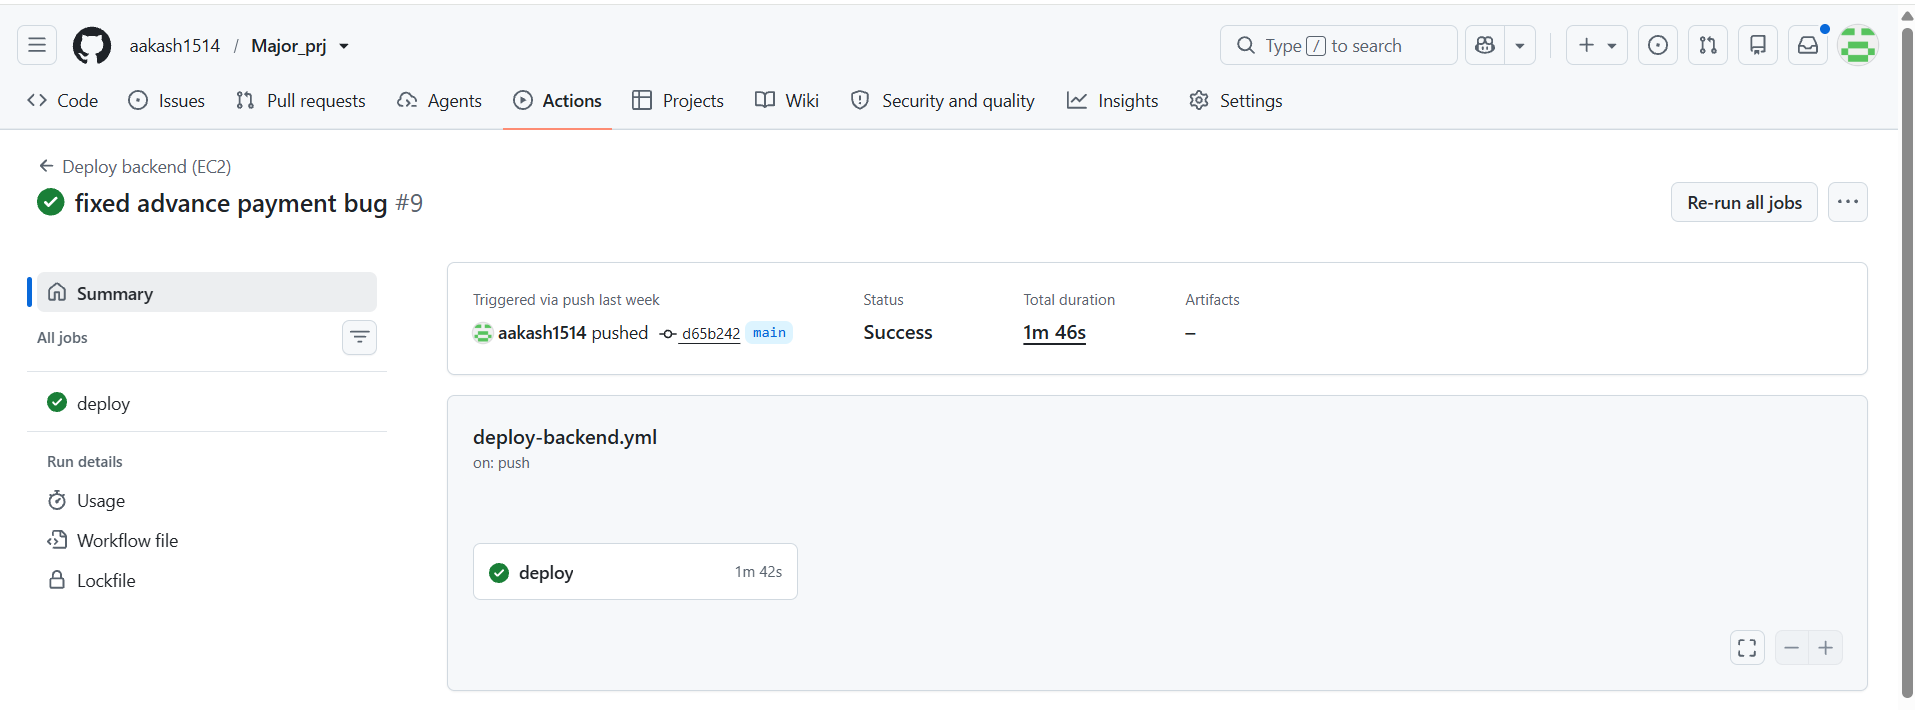 aakash1514 / Major_prj
Type / to search
Code Issues Pull requests Agents Actions Projects Wiki Security and quality Insights Settings
Deploy backend (EC2)
fixed advance payment bug #9
Re-run all jobs
Summary
All jobs
deploy
Run details
Usage
Workflow file
Lockfile
Triggered via push last week
aakash1514 pushed d65b242 main
Status
Success
Total duration
1m 46s
Artifacts
–
deploy-backend.yml
on: push
deploy 1m 42s